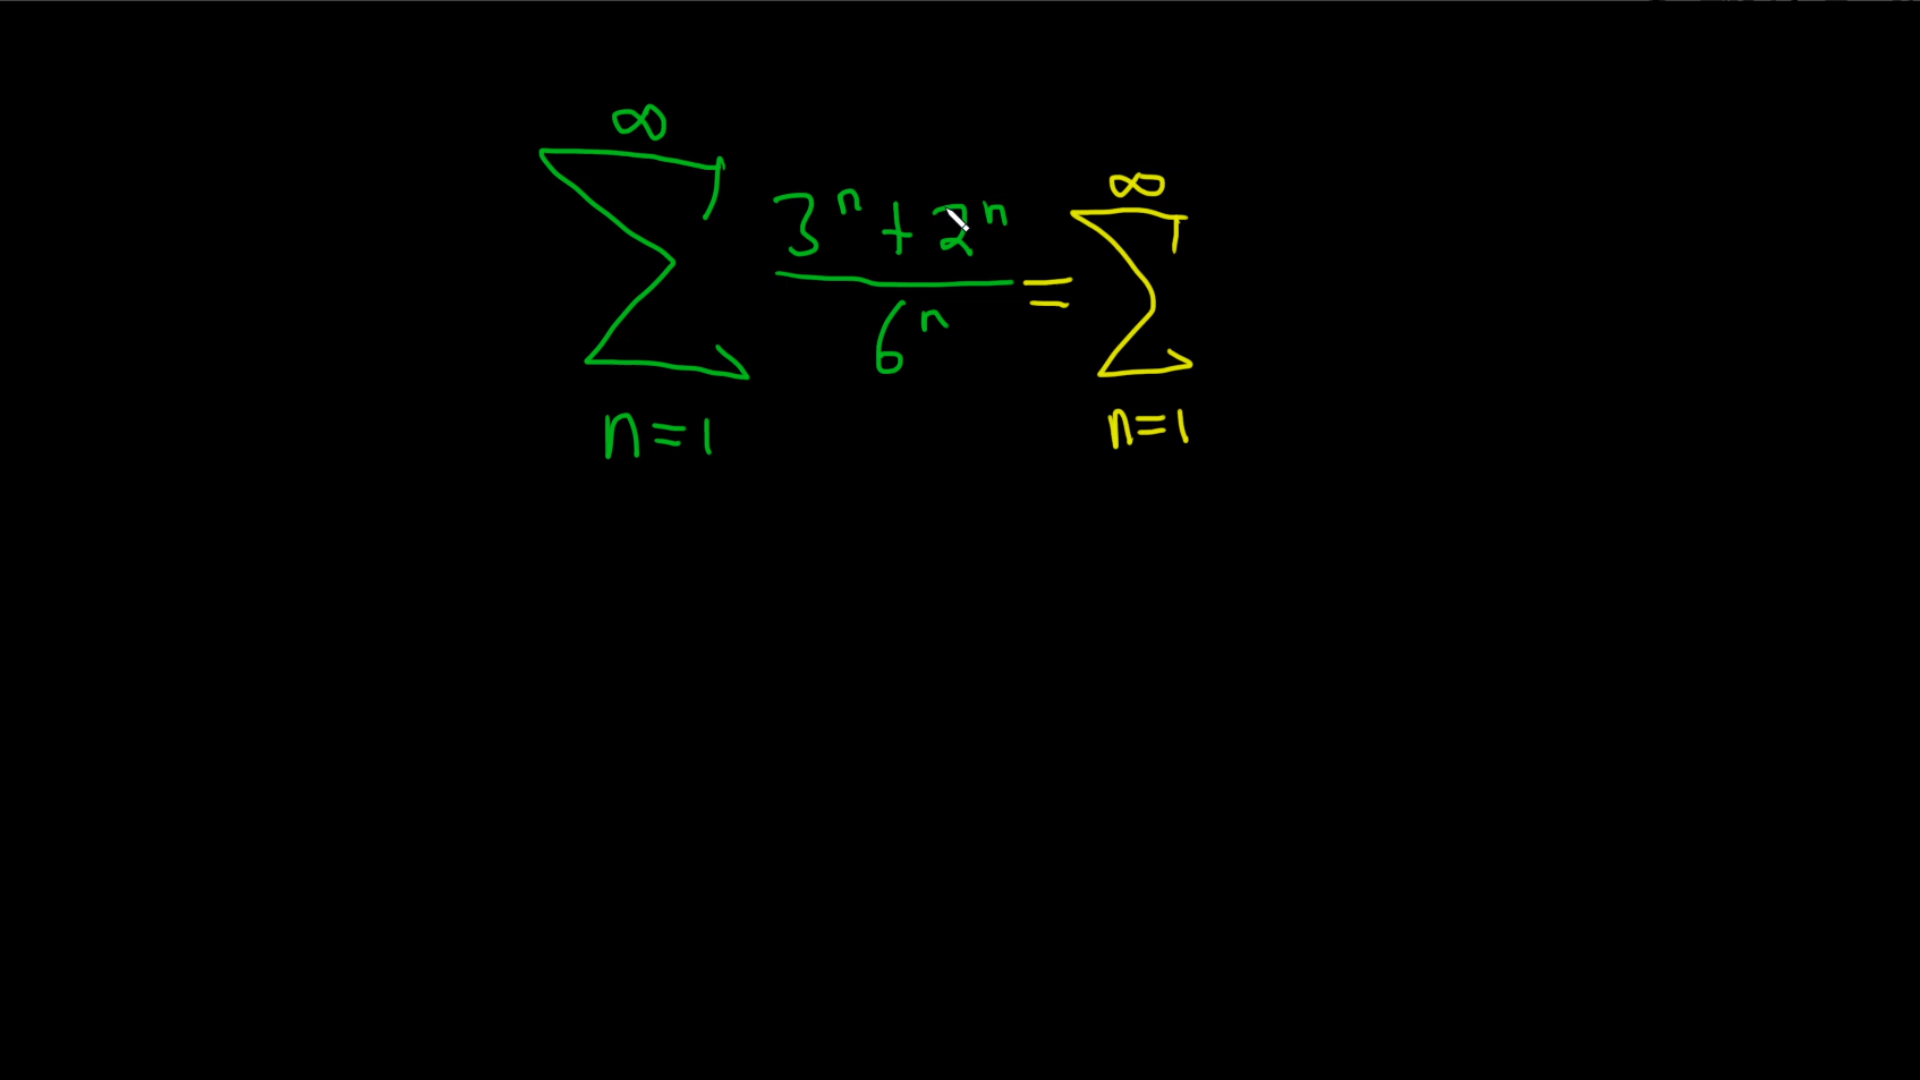 ∞ ∞
∑ (3ⁿ + 2ⁿ)/6ⁿ = ∑
n=1 n=1